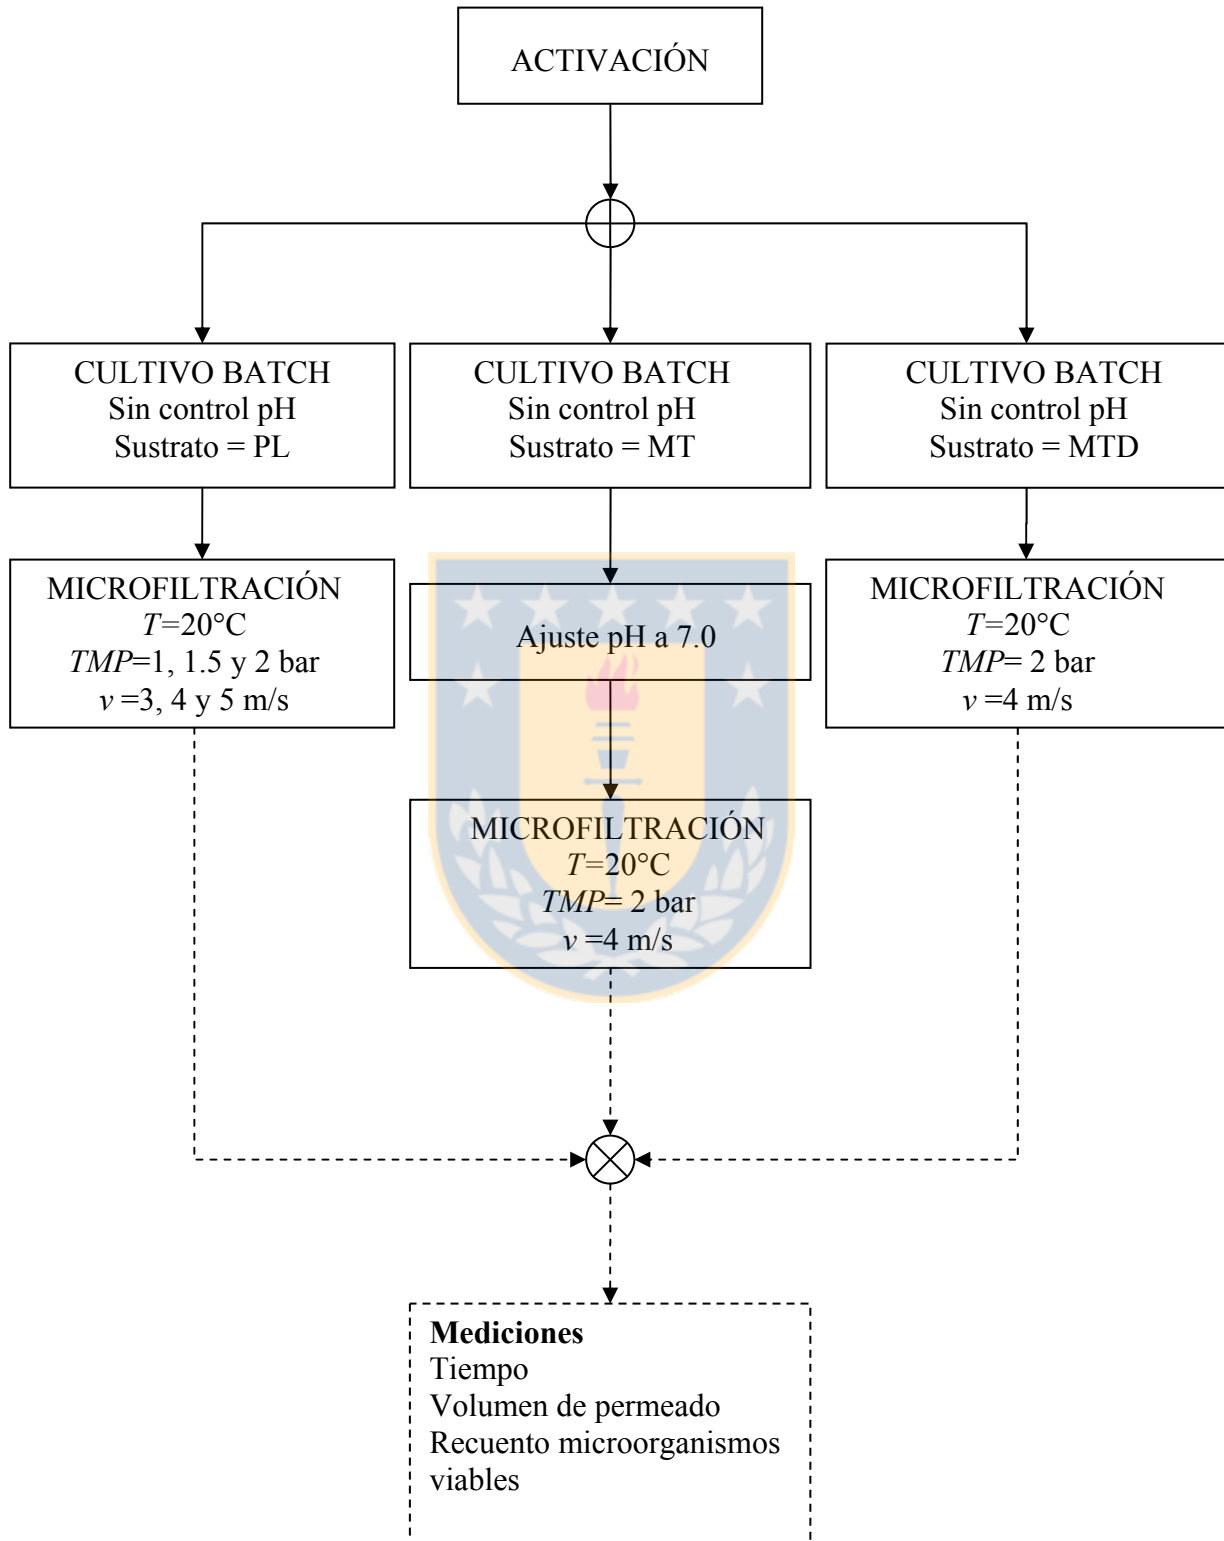 ACTIVACIÓN
CULTIVO BATCH
Sin control pH
Sustrato = PL
CULTIVO BATCH
Sin control pH
Sustrato = MT
CULTIVO BATCH
Sin control pH
Sustrato = MTD
MICROFILTRACIÓN
T=20°C
TMP=1, 1.5 y 2 bar
v =3, 4 y 5 m/s
Ajuste pH a 7.0
MICROFILTRACIÓN
T=20°C
TMP= 2 bar
v =4 m/s
MICROFILTRACIÓN
T=20°C
TMP= 2 bar
v =4 m/s
Mediciones
Tiempo
Volumen de permeado
Recuento microorganismos
viables